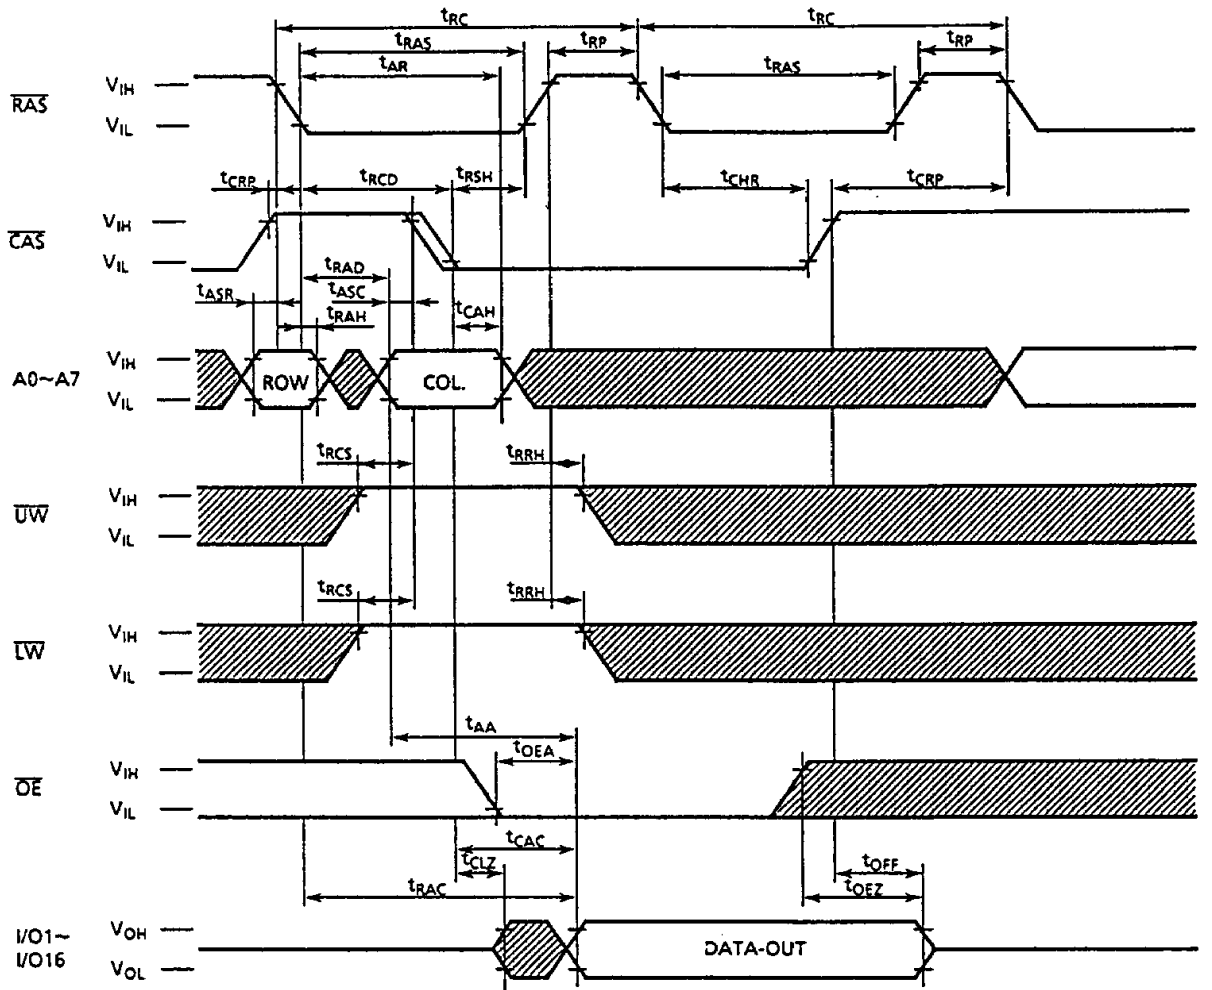 tRC tRC
tRAS tRP tRP
tAR tRAS
RAS VIH
VIL
tCRP tRCD tRSH tCHR tCRP
CAS VIH
VIL
tRAD
tASR tASC
tRAH tCAH
A0~A7 VIH
ROW COL.
VIL
tRCS tRRH
UW VIH
VIL
tRCS tRRH
LW VIH
VIL
tAA
tOEA
OE VIH
VIL
tCAC
tCLZ tOFF
tRAC tOEZ
I/O1~
I/O16
VOH
DATA-OUT
VOL